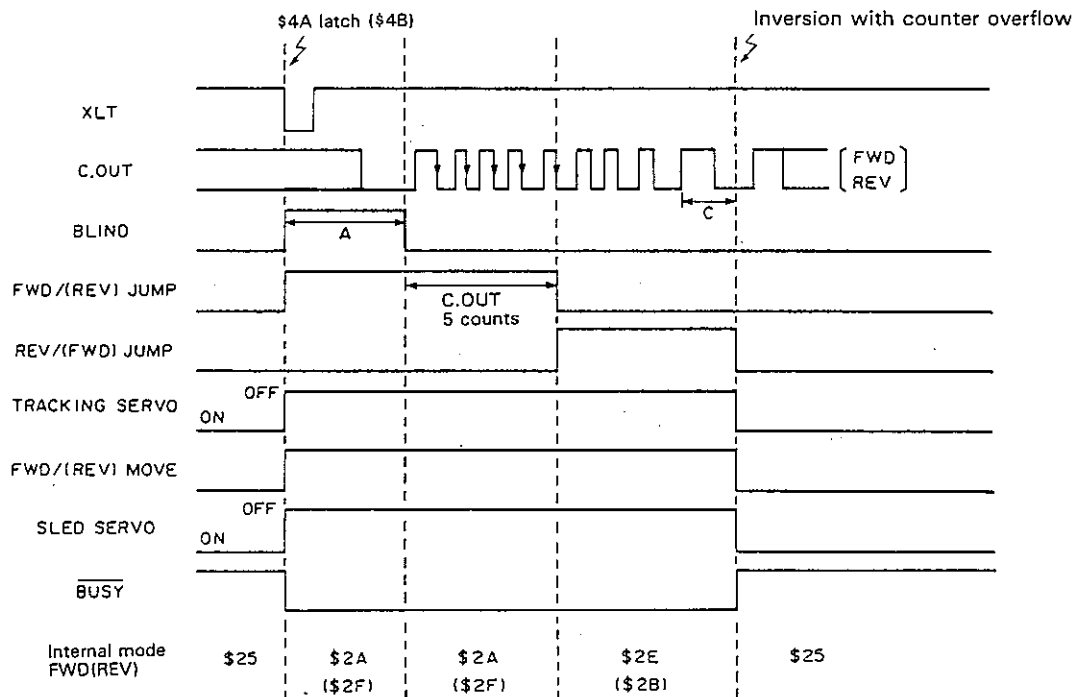 $4A latch ($4B)
Inversion with counter overflow
XLT
C.OUT
FWD
REV
C
BLIND
A
FWD/(REV) JUMP
C.OUT
5 counts
REV/(FWD) JUMP
OFF
TRACKING SERVO
ON
FWD/(REV) MOVE
OFF
SLED SERVO
ON
BUSY
Internal mode
FWD(REV)
$25
$2A
($2F)
$2A
($2F)
$2E
($2B)
$25